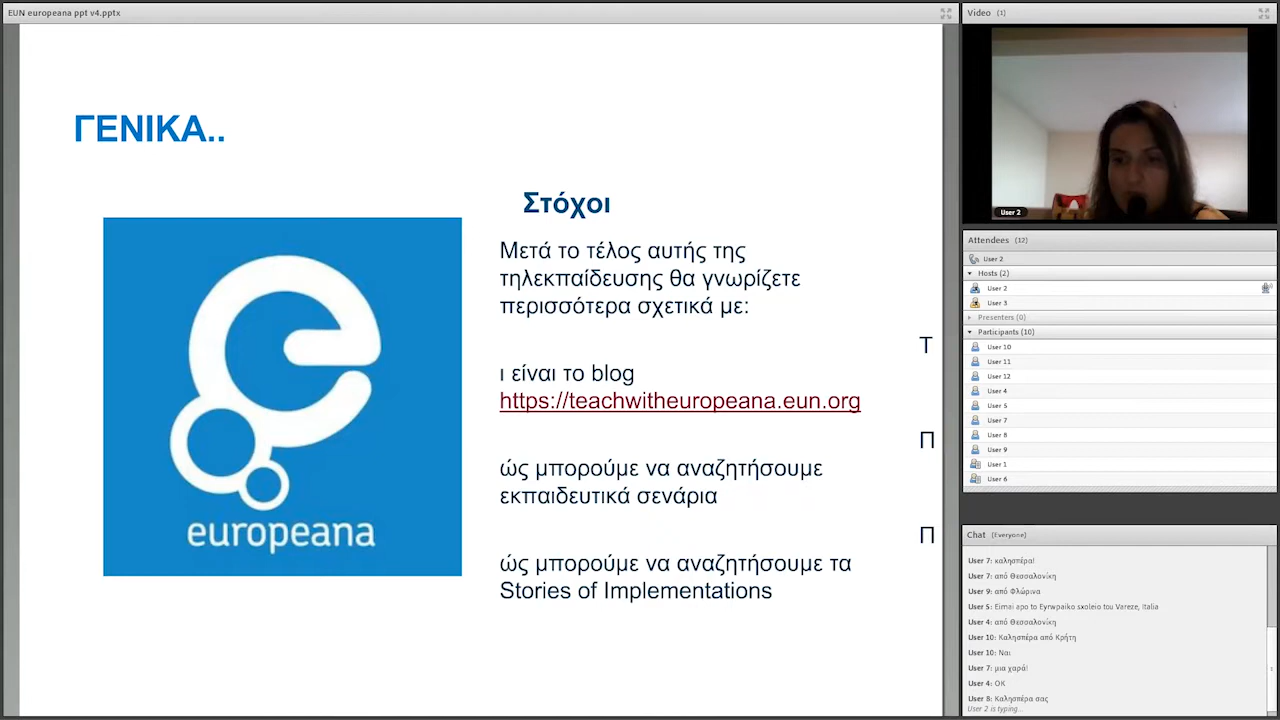 EUN europeana ppt v4.pptx
ΓΕΝΙΚΑ..
europeana
Στόχοι
Μετά το τέλος αυτής της
τηλεκπαίδευσης θα γνωρίζετε
περισσότερα σχετικά με:
Τ
ι είναι το blog
https://teachwitheuropeana.eun.org
Π
ώς μπορούμε να αναζητήσουμε
εκπαιδευτικά σενάρια
Π
ώς μπορούμε να αναζητήσουμε τα
Stories of Implementations
Video (1)
User 2
Attendees (12)
User 2
Hosts (2)
User 2
User 3
Presenters (0)
Participants (10)
User 10
User 11
User 12
User 4
User 5
User 7
User 8
User 9
User 1
User 6
Chat (Everyone)
User 7: καλησπέρα!
User 7: από Θεσσαλονίκη
User 9: από Φλώρινα
User 5: Eimai apo to Eyrwpaiko sxoleio tou Vareze, Italia
User 4: από Θεσσαλονίκη
User 10: Καλησπέρα από Κρήτη
User 10: Ναι
User 7: μια χαρά!
User 4: OK
User 8: Καλησπέρα σας
User 2 is typing...